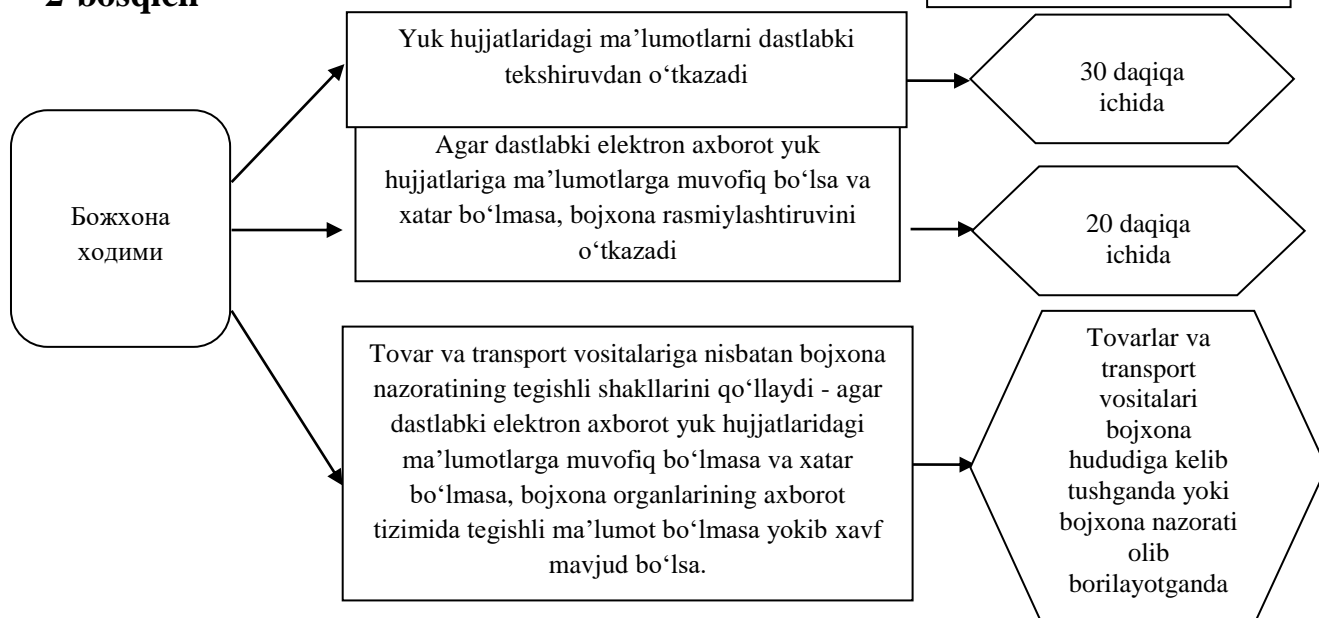 2-bosqich
Yuk hujjatlaridagi ma’lumotlarni dastlabki
tekshiruvdan o‘tkazadi
30 daqiqa
ichida
Божхона
ходими
Agar dastlabki elektron axborot yuk
hujjatlariga ma’lumotlarga muvofiq bo‘lsa va
xatar bo‘lmasa, bojxona rasmiylashtiruvini
o‘tkazadi
20 daqiqa
ichida
Tovar va transport vositalariga nisbatan bojxona
nazoratining tegishli shakllarini qo‘llaydi - agar
dastlabki elektron axborot yuk hujjatlaridagi
ma’lumotlarga muvofiq bo‘lmasa va xatar
bo‘lmasa, bojxona organlarining axborot
tizimida tegishli ma’lumot bo‘lmasa yokib xavf
mavjud bo‘lsa.
Tovarlar va
transport
vositalari
bojxona
hududiga kelib
tushganda yoki
bojxona nazorati
olib
borilayotganda